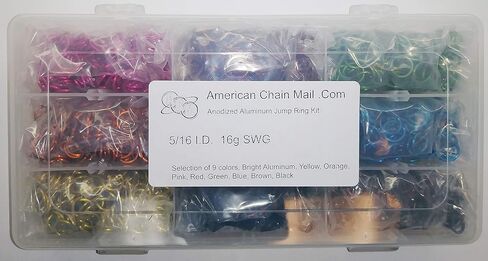 American Chain Mail .Com
Anodized Aluminum Jump Ring Kit
5/16 I.D. 16g SWG
Selection of 9 colors, Bright Aluminum, Yellow, Orange,
Pink, Red, Green, Blue, Brown, Black